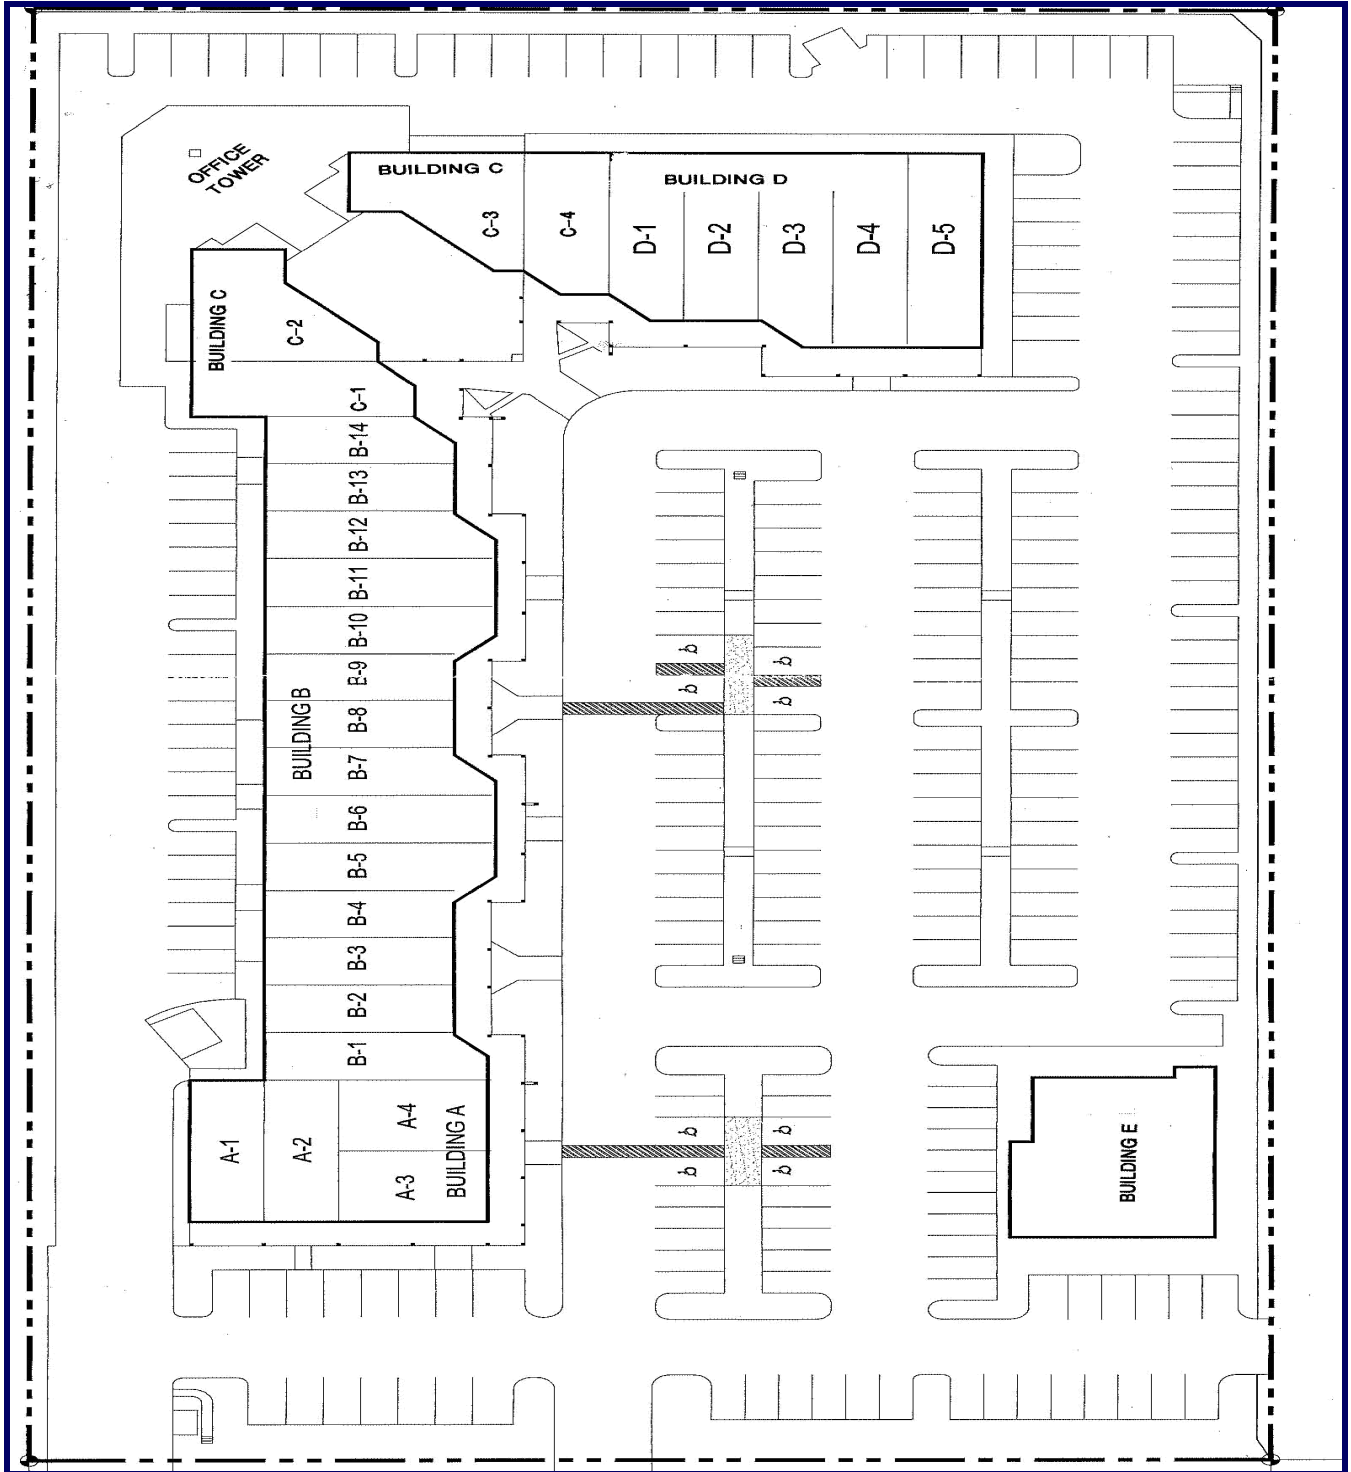 OFFICE
TOWER
BUILDING C
C-3
C-4
BUILDING D
D-1
D-2
D-3
D-4
D-5
BUILDING C
C-2
C-1
B-14
B-13
B-12
B-11
B-10
B-9
B-8
B-7
B-6
B-5
B-4
B-3
B-2
B-1
BUILDING B
A-1
A-2
A-4
A-3
BUILDING A
BUILDING E